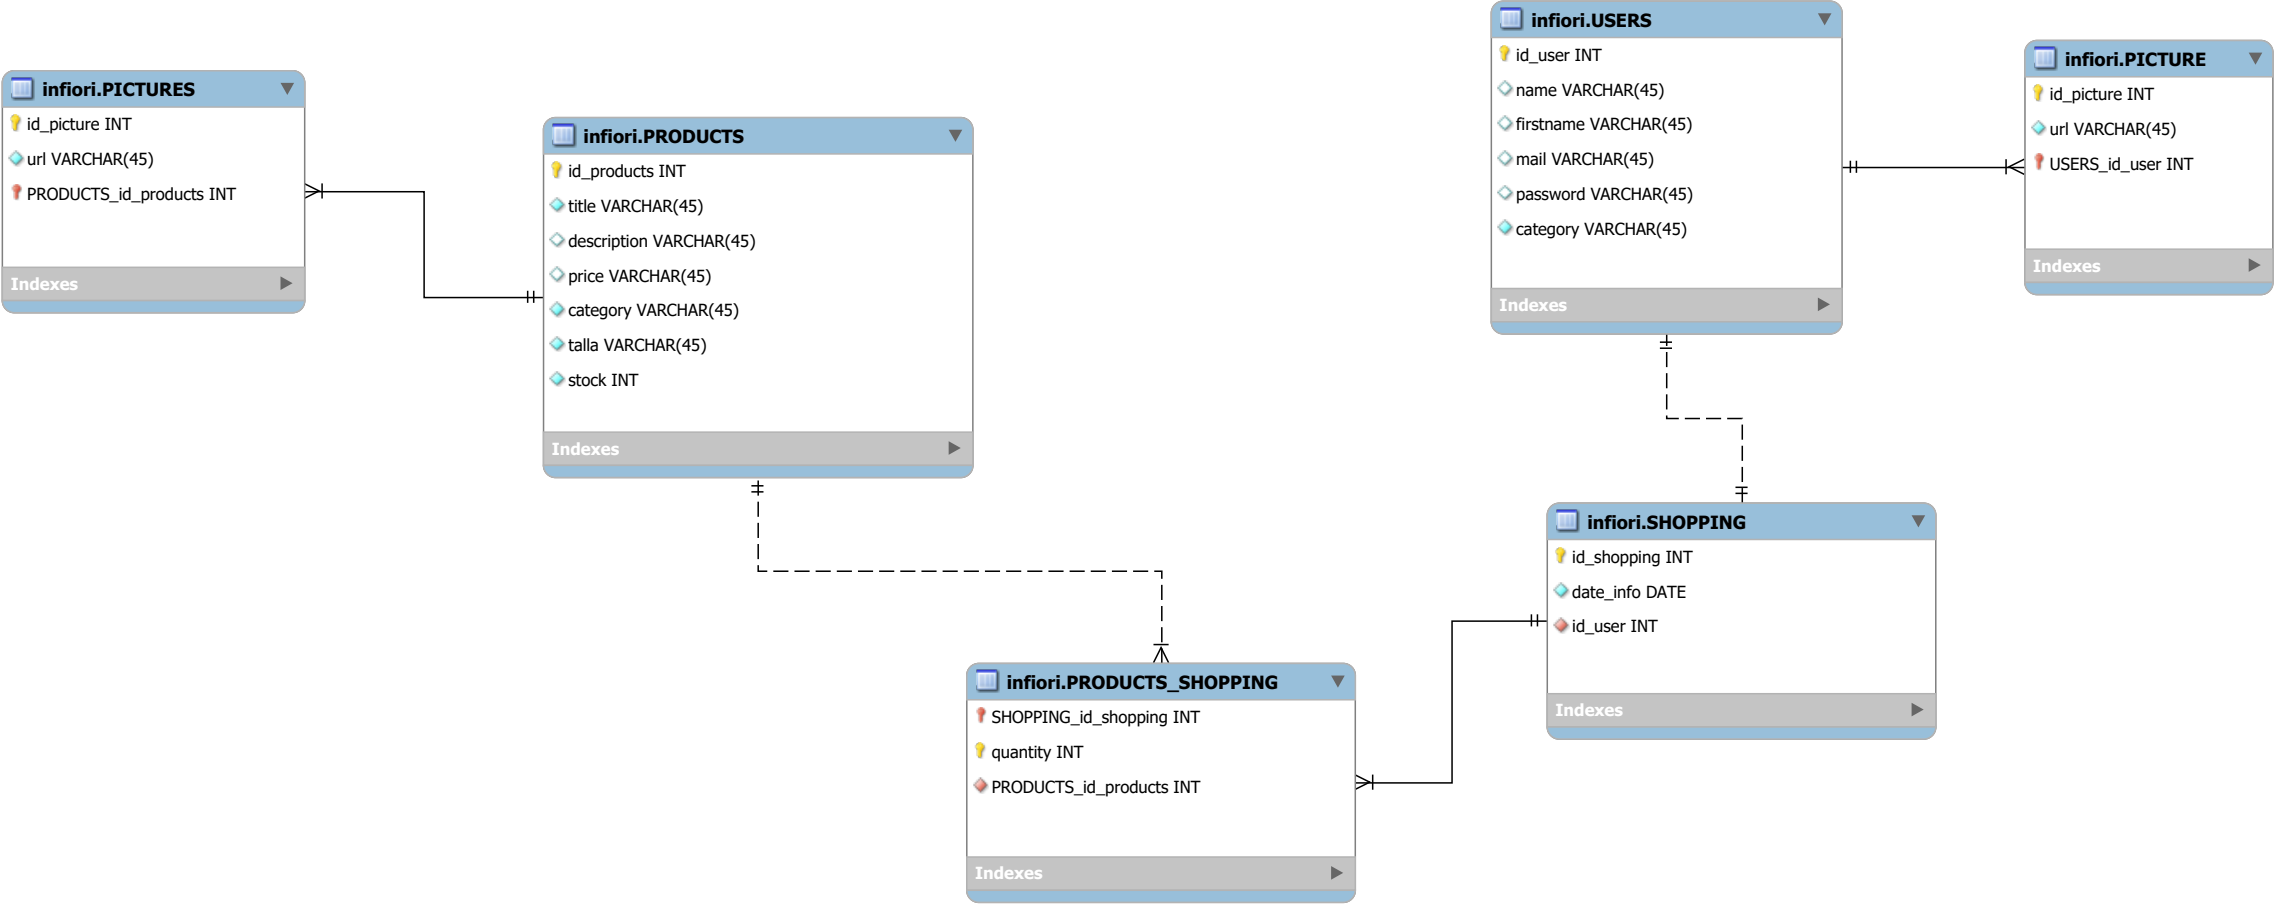 infiori.PICTURES
id_picture INT
url VARCHAR(45)
PRODUCTS_id_products INT
Indexes
infiori.PRODUCTS
id_products INT
title VARCHAR(45)
description VARCHAR(45)
price VARCHAR(45)
category VARCHAR(45)
talla VARCHAR(45)
stock INT
Indexes
infiori.USERS
id_user INT
name VARCHAR(45)
firstname VARCHAR(45)
mail VARCHAR(45)
password VARCHAR(45)
category VARCHAR(45)
Indexes
infiori.PICTURE
id_picture INT
url VARCHAR(45)
USERS_id_user INT
Indexes
infiori.SHOPPING
id_shopping INT
date_info DATE
id_user INT
Indexes
infiori.PRODUCTS_SHOPPING
SHOPPING_id_shopping INT
quantity INT
PRODUCTS_id_products INT
Indexes